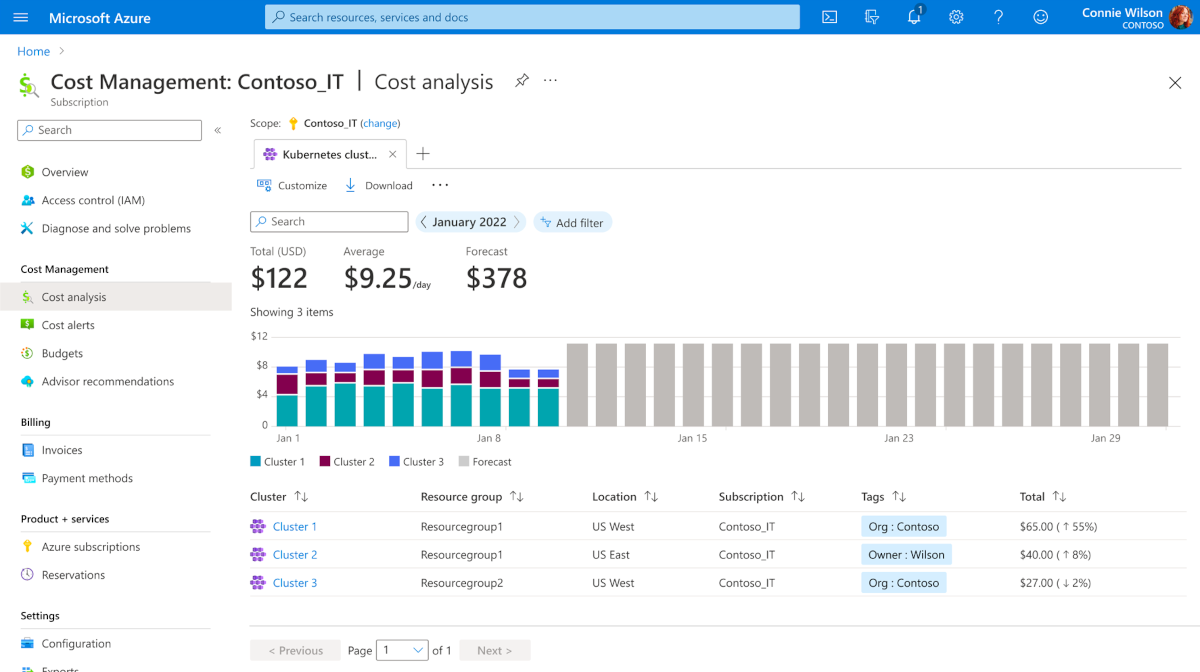 Microsoft Azure
Search resources, services and docs
1
Connie Wilson
CONTOSO
Home
Cost Management: Contoso_IT | Cost analysis
Subscription
Search
«
Overview
Access control (IAM)
Diagnose and solve problems
Cost Management
Cost analysis
Cost alerts
Budgets
Advisor recommendations
Billing
Invoices
Payment methods
Product + services
Azure subscriptions
Reservations
Settings
Configuration
Exports
Scope: Contoso_IT (change)
Kubernetes clust...
Customize Download
Search
January 2022
Add filter
Total (USD) Average Forecast
$122 $9.25/day $378
Showing 3 items
$12
$8
$4
0
Jan 1 Jan 8 Jan 15 Jan 23 Jan 29
Cluster 1 Cluster 2 Cluster 3 Forecast
Cluster ↑↓ Resource group ↑↓ Location ↑↓ Subscription ↑↓ Tags ↑↓ Total ↑↓
Cluster 1 Resourcegroup1 US West Contoso_IT Org : Contoso $65.00 ( ↑ 55%)
Cluster 2 Resourcegroup1 US East Contoso_IT Owner : Wilson $40.00 ( ↑ 8%)
Cluster 3 Resourcegroup2 US West Contoso_IT Org : Contoso $27.00 ( ↓ 2%)
< Previous Page 1 of 1 Next >